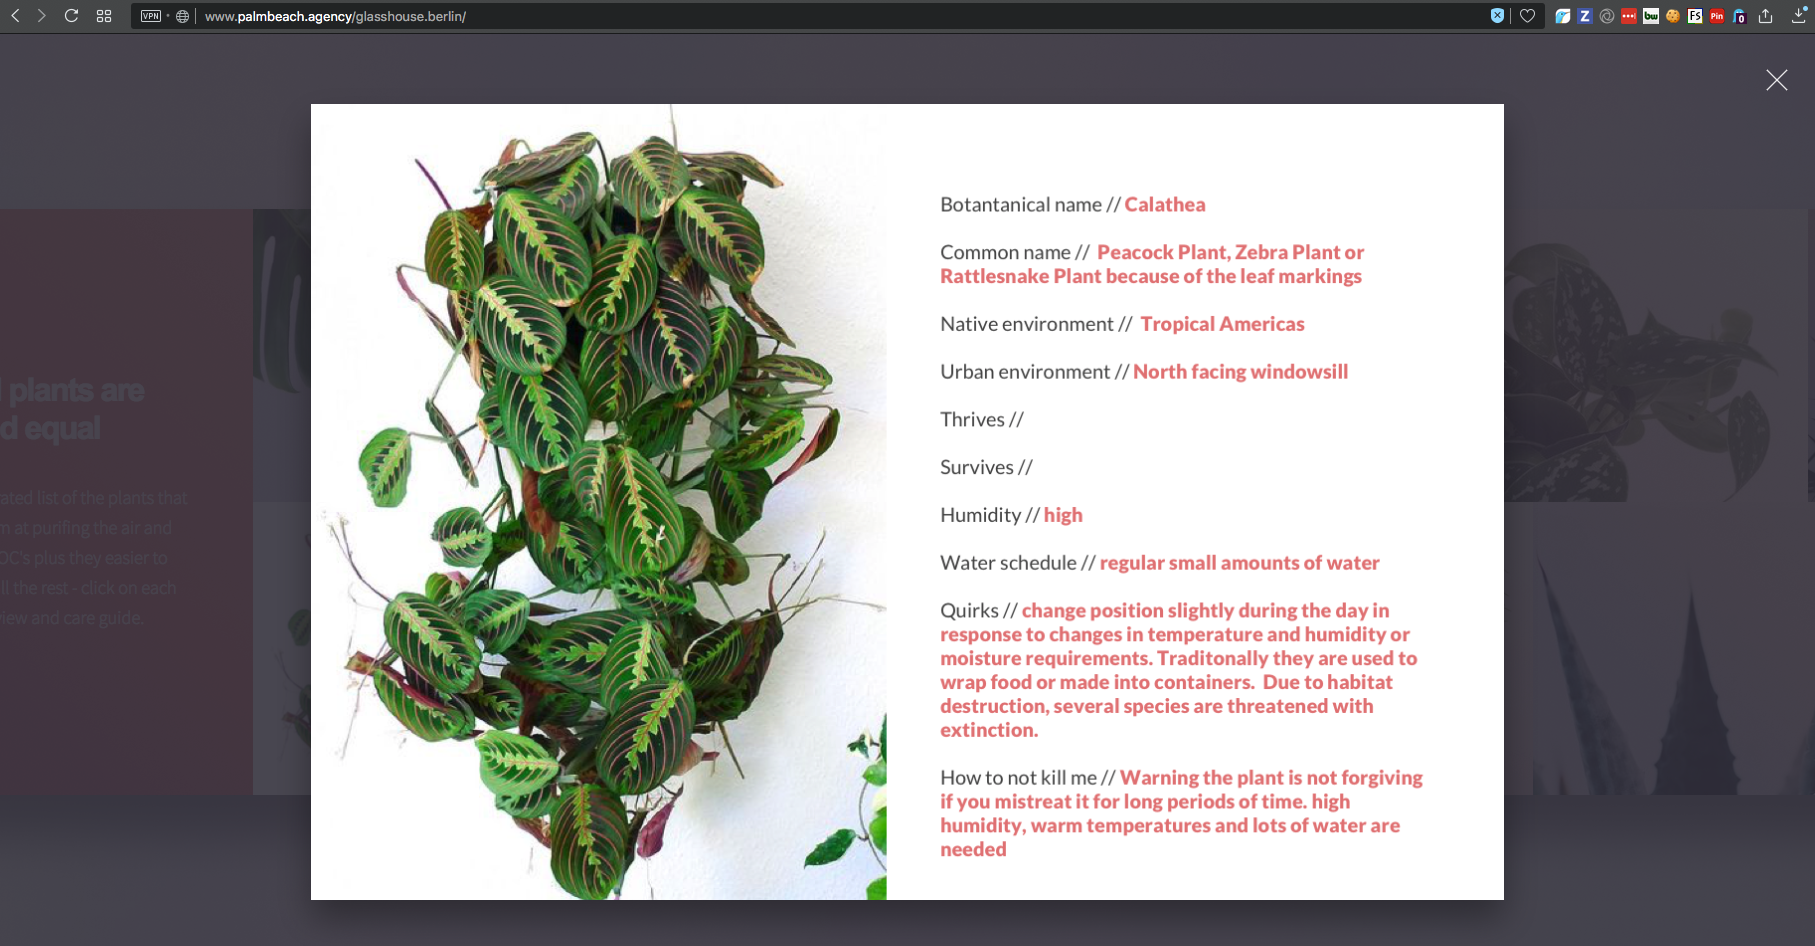 VPN www.palmbeach.agency/glasshouse.berlin/
Z bw FS Pin 0
plants are
d equal
ated list of the plants that
m at purifing the air and
OC's plus they easier to
ll the rest - click on each
view and care guide.
Botantanical name // Calathea
Common name // Peacock Plant, Zebra Plant or
Rattlesnake Plant because of the leaf markings
Native environment // Tropical Americas
Urban environment // North facing windowsill
Thrives //
Survives //
Humidity // high
Water schedule // regular small amounts of water
Quirks // change position slightly during the day in
response to changes in temperature and humidity or
moisture requirements. Traditonally they are used to
wrap food or made into containers. Due to habitat
destruction, several species are threatened with
extinction.
How to not kill me // Warning the plant is not forgiving
if you mistreat it for long periods of time. high
humidity, warm temperatures and lots of water are
needed